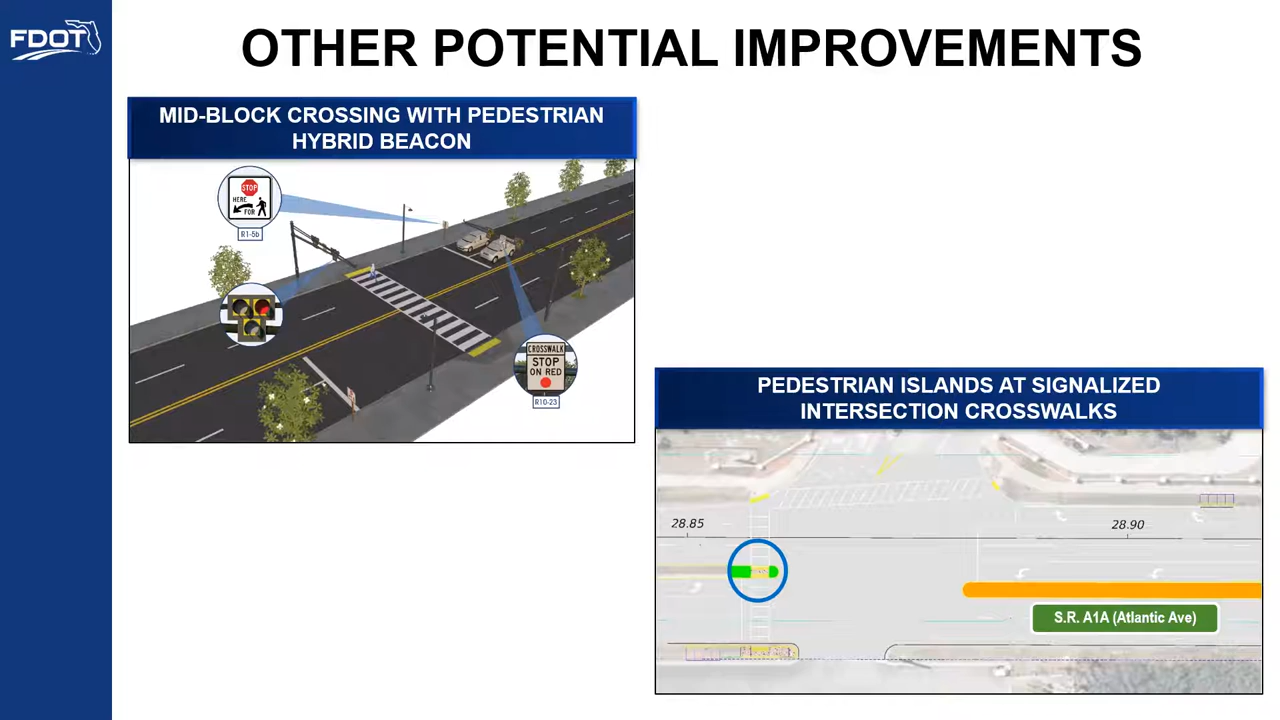 FDOT
OTHER POTENTIAL IMPROVEMENTS
MID-BLOCK CROSSING WITH PEDESTRIAN
HYBRID BEACON
STOP
HERE
FOR
R1-5b
CROSSWALK
STOP
ON RED
R10-23
PEDESTRIAN ISLANDS AT SIGNALIZED
INTERSECTION CROSSWALKS
28.85
28.90
S.R. A1A (Atlantic Ave)